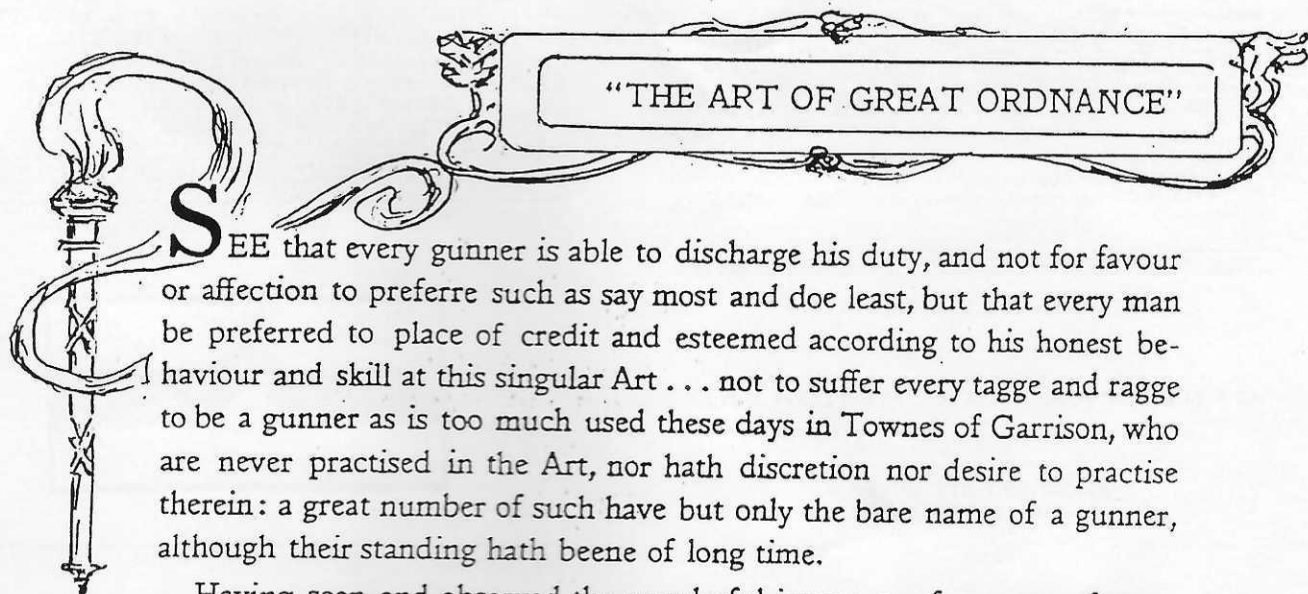 "THE ART OF GREAT ORDNANCE"
SEE that every gunner is able to discharge his duty, and not for favour
or affection to preferre such as say most and doe least, but that every man
be preferred to place of credit and esteemed according to his honest be-
haviour and skill at this singular Art . . . not to suffer every tagge and ragge
to be a gunner as is too much used these days in Townes of Garrison, who
are never practised in the Art, nor hath discretion nor desire to practise
therein: a great number of such have but only the bare name of a gunner,
although their standing hath beene of long time.
Having seen and observed the